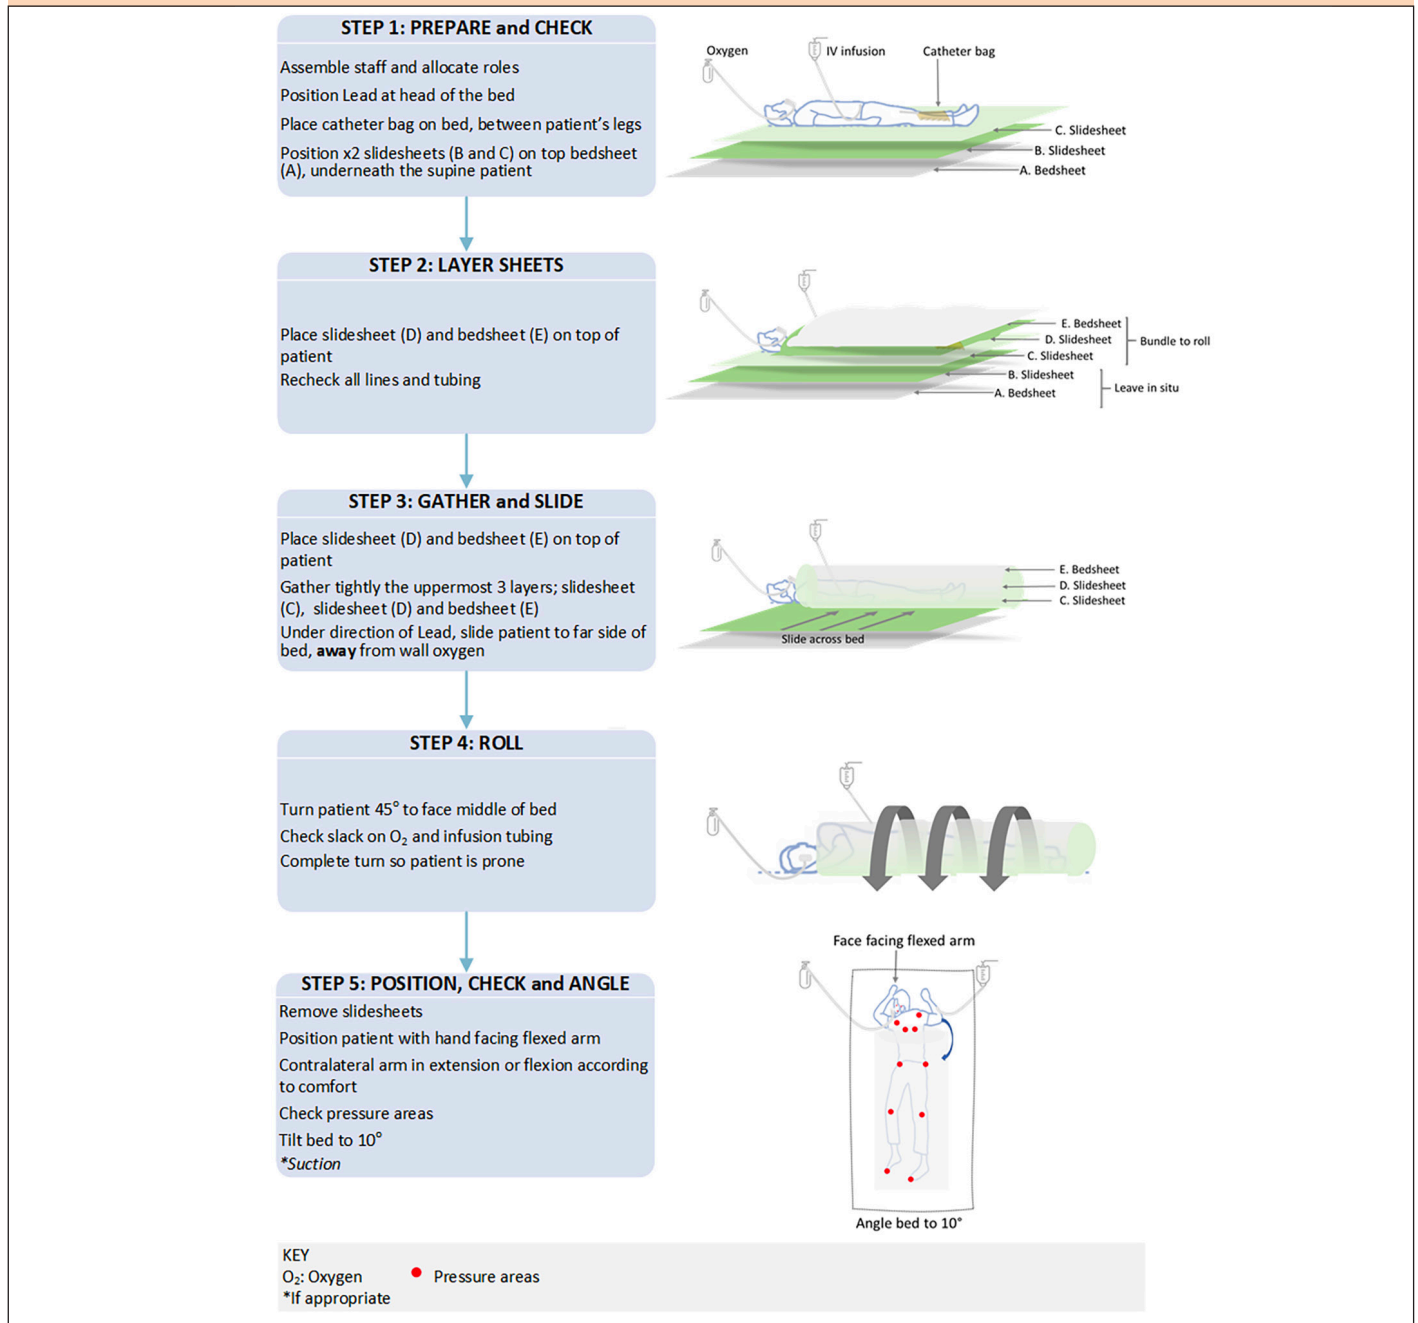 STEP 1: PREPARE and CHECK
Assemble staff and allocate roles
Position Lead at head of the bed
Place catheter bag on bed, between patient's legs
Position x2 slidesheets (B and C) on top bedsheet
(A), underneath the supine patient
Oxygen
IV infusion
Catheter bag
C. Slidesheet
B. Slidesheet
A. Bedsheet
STEP 2: LAYER SHEETS
Place slidesheet (D) and bedsheet (E) on top of
patient
Recheck all lines and tubing
E. Bedsheet
D. Slidesheet
C. Slidesheet
Bundle to roll
B. Slidesheet
A. Bedsheet
Leave in situ
STEP 3: GATHER and SLIDE
Place slidesheet (D) and bedsheet (E) on top of
patient
Gather tightly the uppermost 3 layers; slidesheet
(C), slidesheet (D) and bedsheet (E)
Under direction of Lead, slide patient to far side of
bed, away from wall oxygen
E. Bedsheet
D. Slidesheet
C. Slidesheet
Slide across bed
STEP 4: ROLL
Turn patient 45° to face middle of bed
Check slack on O₂ and infusion tubing
Complete turn so patient is prone
STEP 5: POSITION, CHECK and ANGLE
Remove slidesheets
Position patient with hand facing flexed arm
Contralateral arm in extension or flexion according
to comfort
Check pressure areas
Tilt bed to 10°
*Suction
Face facing flexed arm
Angle bed to 10°
KEY
O₂: Oxygen
Pressure areas
*If appropriate